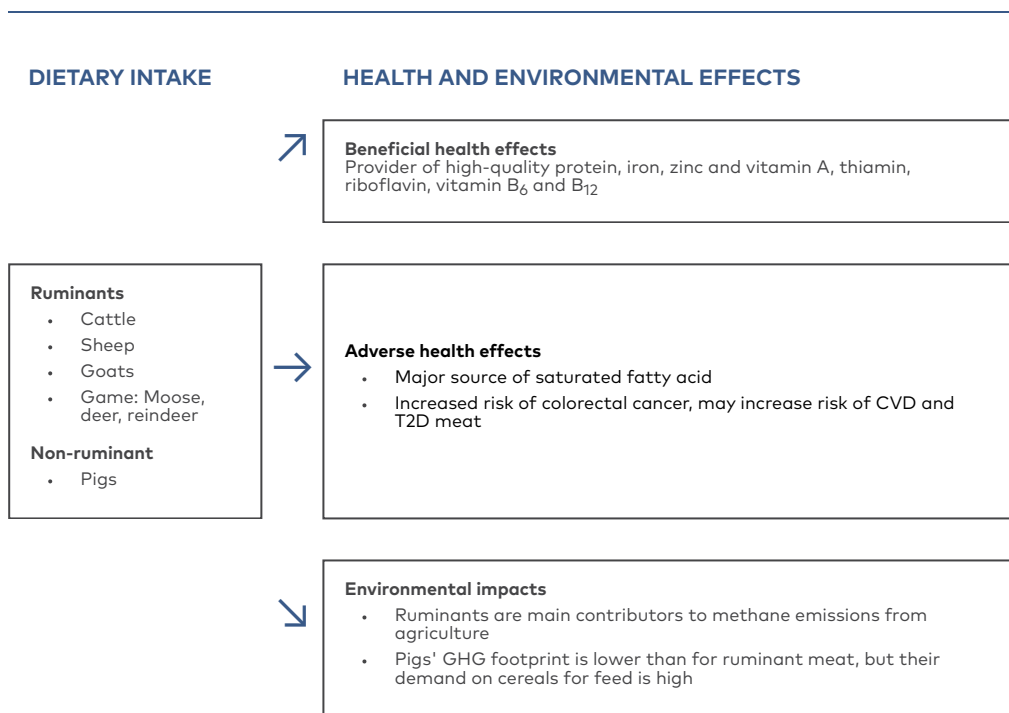 DIETARY INTAKE
HEALTH AND ENVIRONMENTAL EFFECTS
Beneficial health effects
Provider of high-quality protein, iron, zinc and vitamin A, thiamin,
riboflavin, vitamin B6 and B12
Ruminants
• Cattle
• Sheep
• Goats
• Game: Moose,
deer, reindeer
Non-ruminant
• Pigs
Adverse health effects
• Major source of saturated fatty acid
• Increased risk of colorectal cancer, may increase risk of CVD and
T2D meat
Environmental impacts
• Ruminants are main contributors to methane emissions from
agriculture
• Pigs' GHG footprint is lower than for ruminant meat, but their
demand on cereals for feed is high